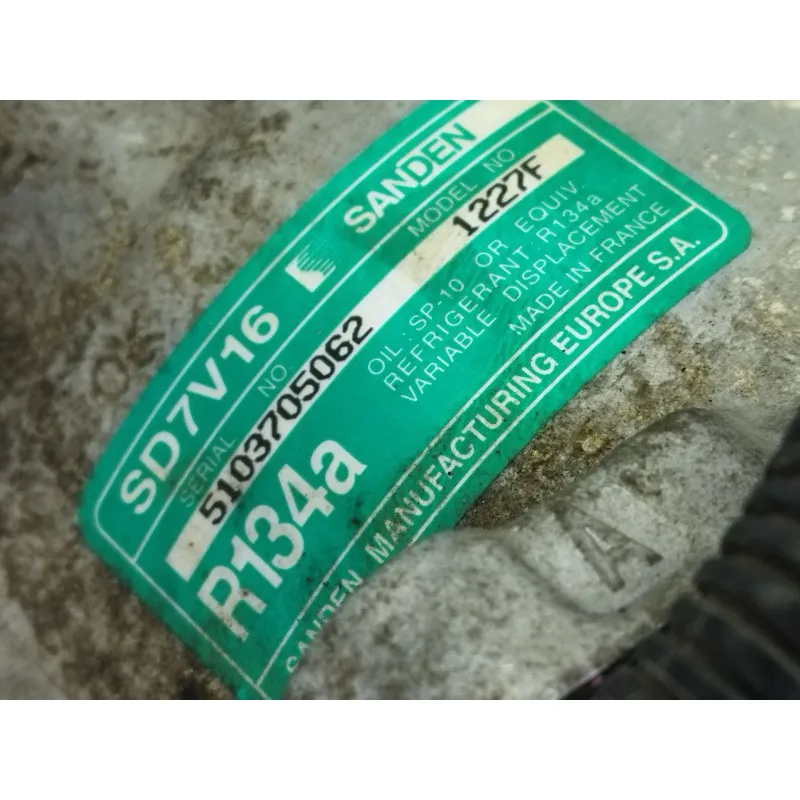 SD7V16 SANDEN
SERIAL NO. MODEL NO
5103705062 1227F
R134a
OIL : SP-10 OR EQUIV.
REFRIGERANT : R134a
VARIABLE DISPLACEMENT
MADE IN FRANCE
SANDEN MANUFACTURING EUROPE S.A.
A